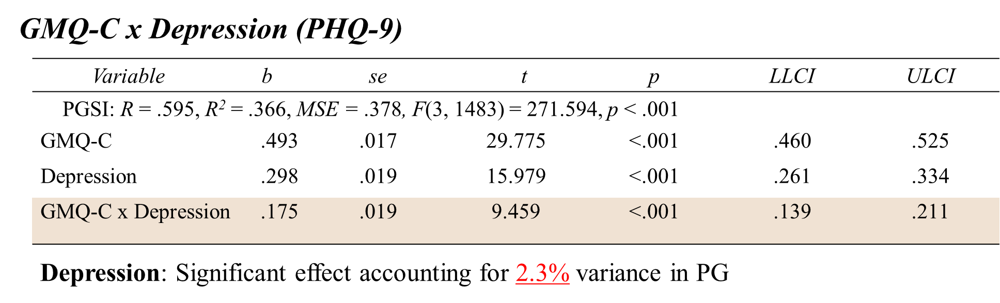 GMQ-C x Depression (PHQ-9)
Variable b se t p LLCI ULCI
PGSI: R = .595, R² = .366, MSE = .378, F(3, 1483) = 271.594, p < .001
GMQ-C .493 .017 29.775 <.001 .460 .525
Depression .298 .019 15.979 <.001 .261 .334
GMQ-C x Depression .175 .019 9.459 <.001 .139 .211
Depression: Significant effect accounting for 2.3% variance in PG